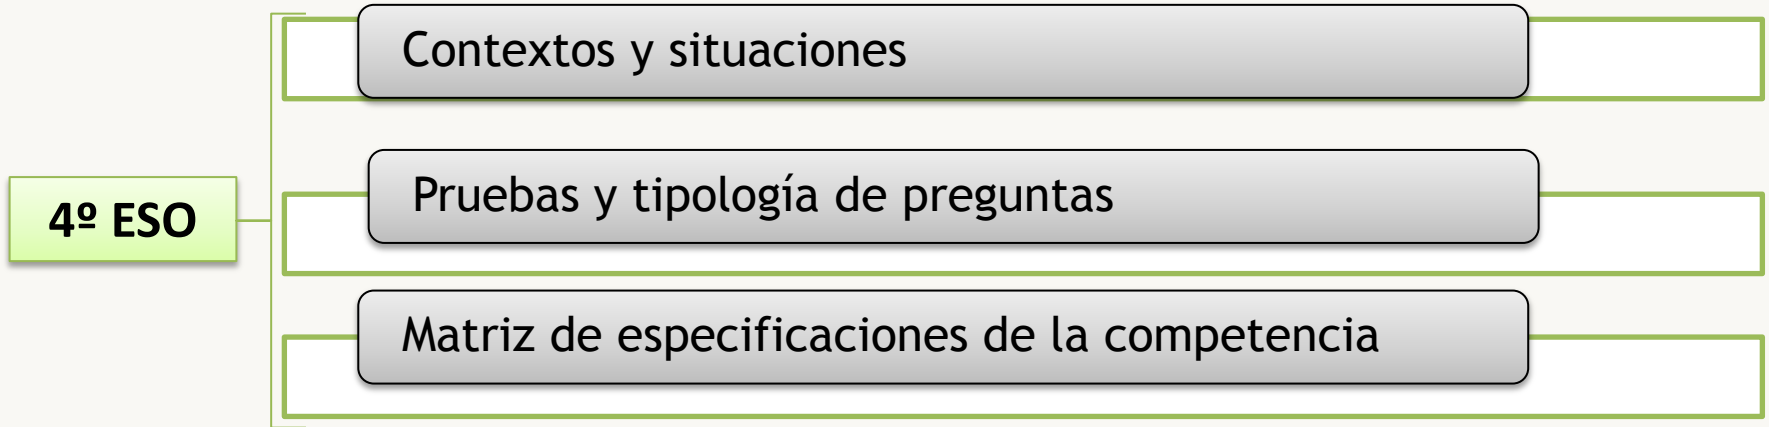 Contextos y situaciones
4º ESO
Pruebas y tipología de preguntas
Matriz de especificaciones de la competencia